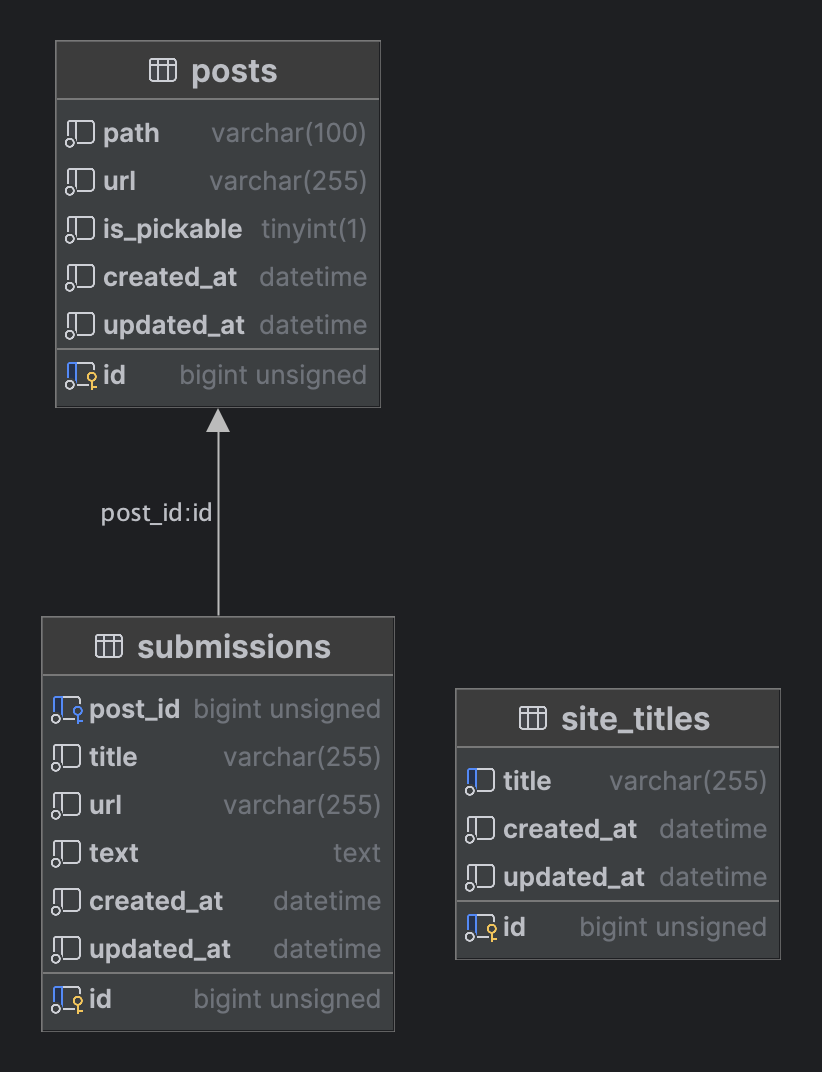 posts
path varchar(100)
url varchar(255)
is_pickable tinyint(1)
created_at datetime
updated_at datetime
id bigint unsigned
post_id:id
submissions
post_id bigint unsigned
title varchar(255)
url varchar(255)
text text
created_at datetime
updated_at datetime
id bigint unsigned
site_titles
title varchar(255)
created_at datetime
updated_at datetime
id bigint unsigned